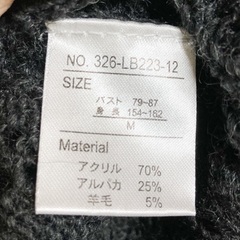 NO. 326-LB223-12
SIZE
バスト 79~87
身 長 154~162
M
Material
アクリル 70%
アルパカ 25%
羊毛 5%